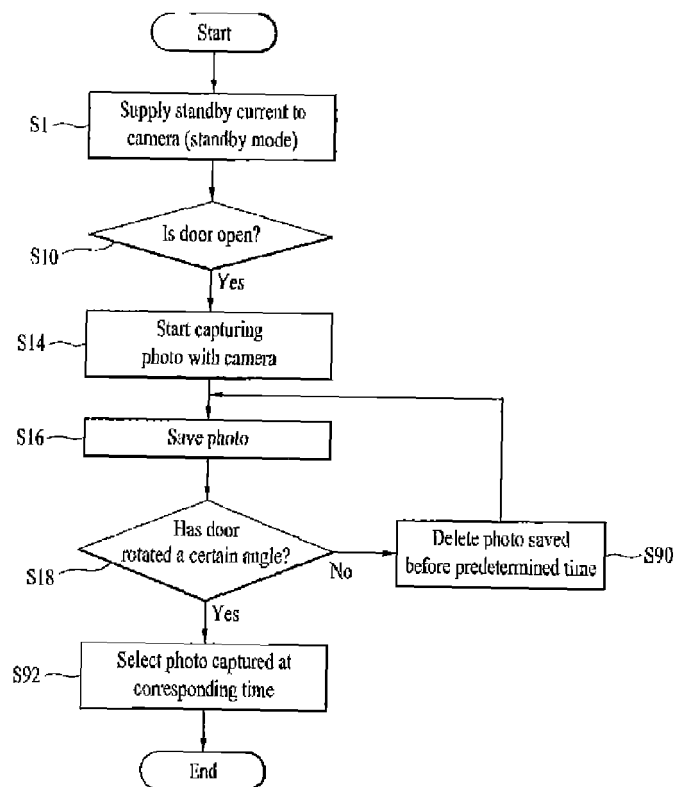 Start
S1
Supply standby current to
camera (standby mode)
S10
Is door open?
Yes
S14
Start capturing
photo with camera
S16
Save photo
S18
Has door
rotated a certain angle?
No
Delete photo saved
before predetermined time
S90
Yes
S92
Select photo captured at
corresponding time
End